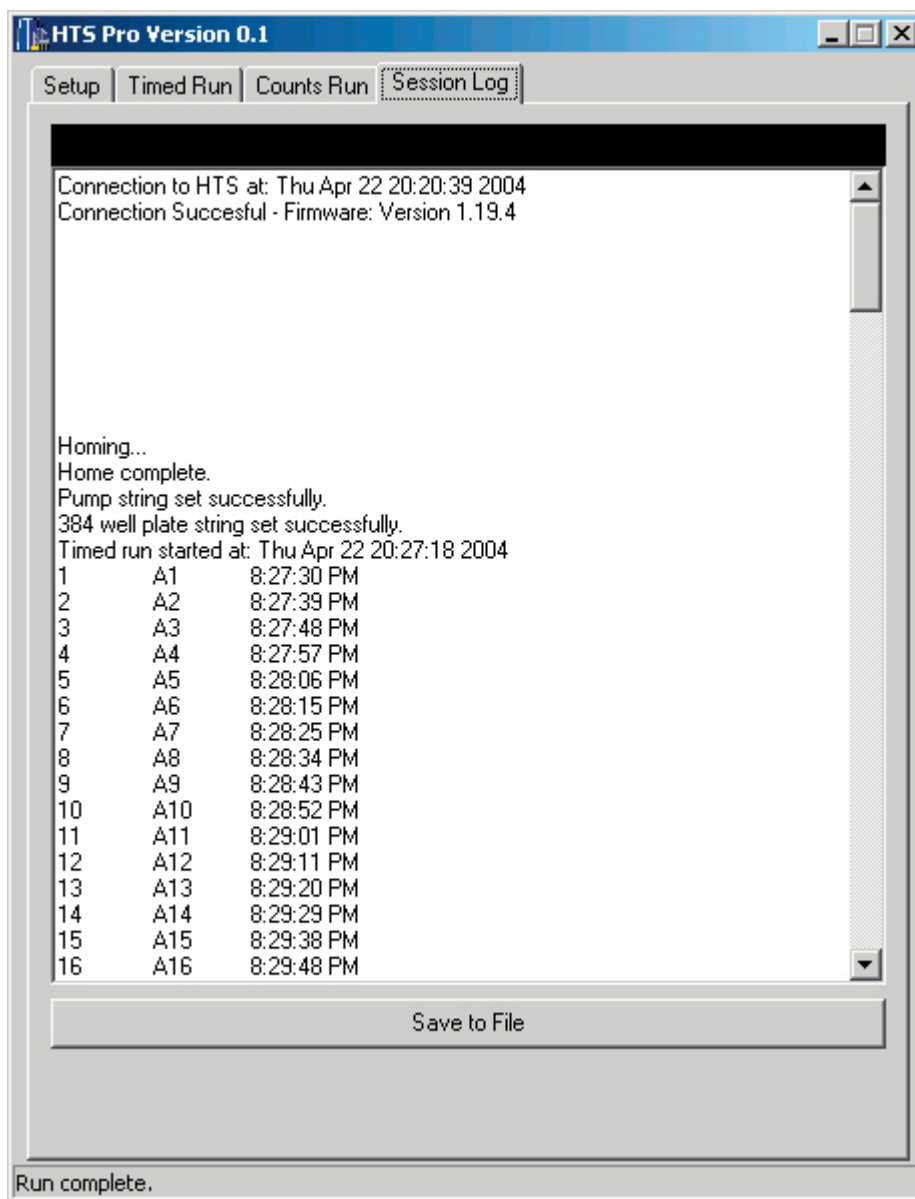 HTS Pro Version 0.1
Setup Timed Run Counts Run Session Log
Connection to HTS at: Thu Apr 22 20:20:39 2004
Connection Succesful - Firmware: Version 1.19.4
Homing...
Home complete.
Pump string set successfully.
384 well plate string set successfully.
Timed run started at: Thu Apr 22 20:27:18 2004
1 A1 8:27:30 PM
2 A2 8:27:39 PM
3 A3 8:27:48 PM
4 A4 8:27:57 PM
5 A5 8:28:06 PM
6 A6 8:28:15 PM
7 A7 8:28:25 PM
8 A8 8:28:34 PM
9 A9 8:28:43 PM
10 A10 8:28:52 PM
11 A11 8:29:01 PM
12 A12 8:29:11 PM
13 A13 8:29:20 PM
14 A14 8:29:29 PM
15 A15 8:29:38 PM
16 A16 8:29:48 PM
Save to File
Run complete.